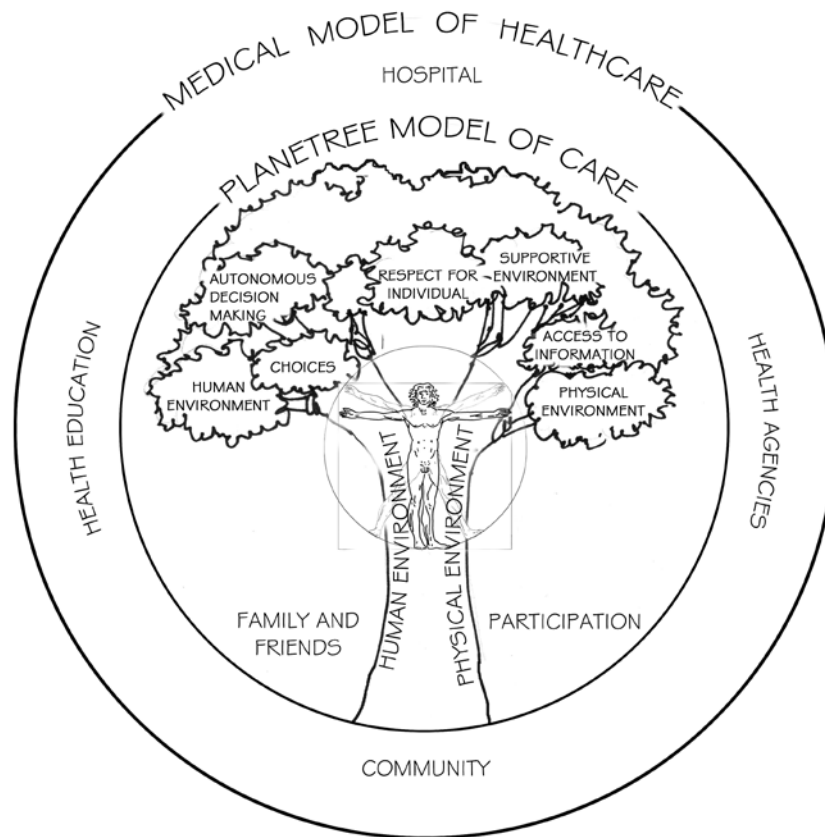 MEDICAL MODEL OF HEALTHCARE
HOSPITAL
PLANETREE MODEL OF CARE
AUTONOMOUS
DECISION
MAKING
RESPECT FOR
INDIVIDUAL
SUPPORTIVE
ENVIRONMENT
CHOICES
ACCESS TO
INFORMATION
HUMAN
ENVIRONMENT
PHYSICAL
ENVIRONMENT
HEALTH EDUCATION
HEALTH AGENCIES
HUMAN ENVIRONMENT
PHYSICAL ENVIRONMENT
FAMILY AND
FRIENDS
PARTICIPATION
COMMUNITY